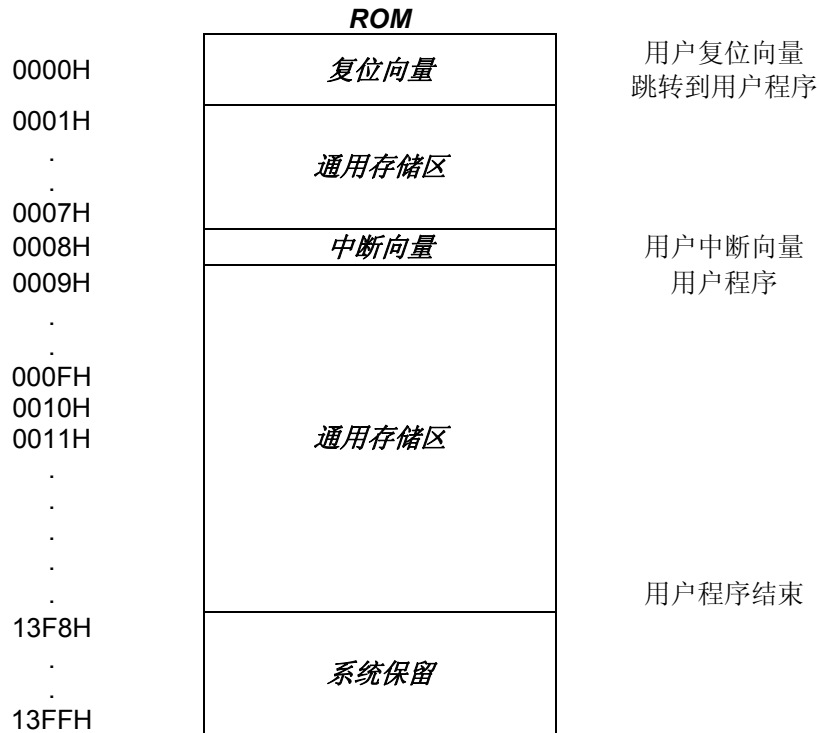 ROM
用户复位向量
0000H 复位向量
跳转到用户程序
0001H
.
通用存储区
.
0007H
0008H 中断向量 用户中断向量
0009H 用户程序
.
.
000FH
0010H
0011H 通用存储区
.
.
.
.
. 用户程序结束
13F8H
.
系统保留
.
13FFH